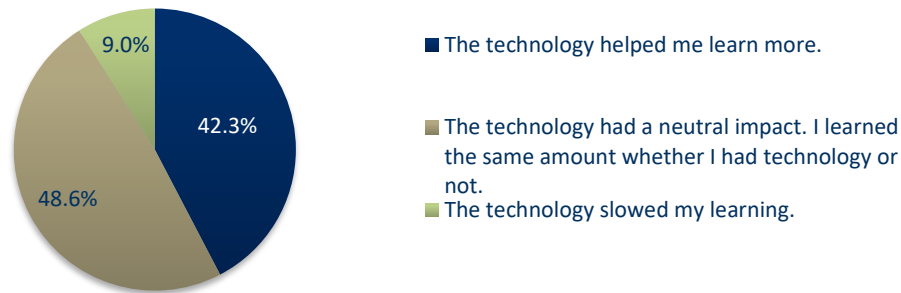 9.0%
42.3%
48.6%
The technology helped me learn more.
The technology had a neutral impact. I learned
the same amount whether I had technology or
not.
The technology slowed my learning.